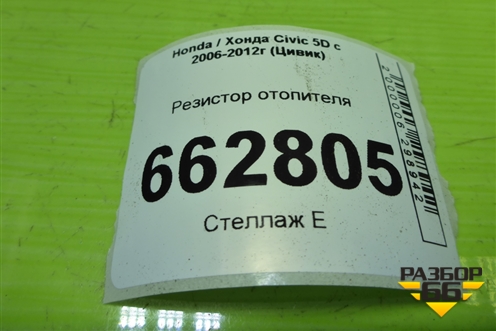 Honda / Хонда Civic 5D с
2006-2012г (Цивик)
Резистор отопителя
662805
Стеллаж Е
2000006298942
РАЗБОР
66